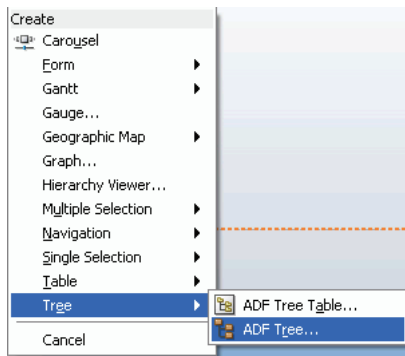 Create
Carousel
Form
Gantt
Gauge...
Geographic Map
Graph...
Hierarchy Viewer...
Multiple Selection
Navigation
Single Selection
Table
Tree
ADF Tree Table...
ADF Tree...
Cancel